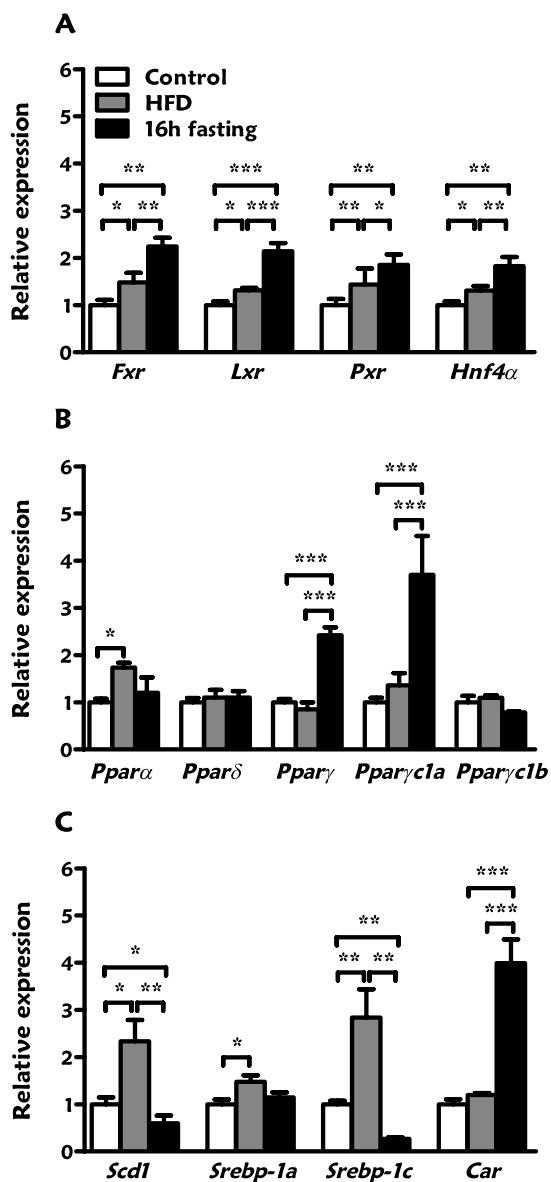 A
Relative expression
6
5
4
3
2
1
0
Control
HFD
16h fasting
** *** ** **
* ** * *** ** * * **
Fxr Lxr Pxr Hnf4α
B
Relative expression
6
5
4
3
2
1
0
***
***
***
***
*
Pparα Pparδ Pparγ Pparγc1a Pparγc1b
C
Relative expression
6
5
4
3
2
1
0
***
** ***
* ** **
* **
*
Scd1 Srebp-1a Srebp-1c Car